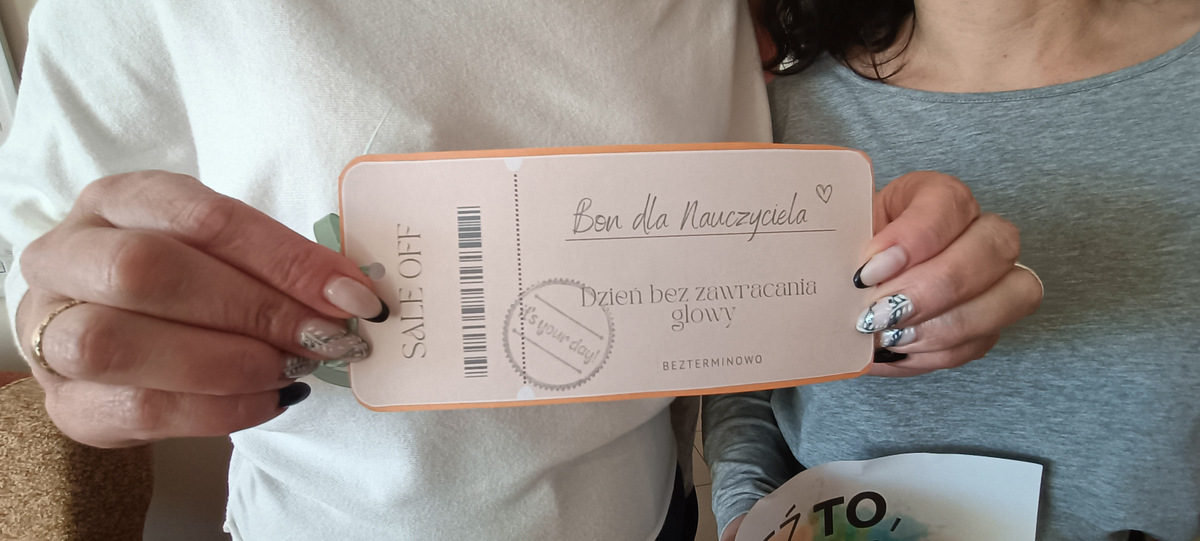 SALE OFF
Bon dla Nauczyciela
Dzień bez zawracania
głowy
it's your day!
BEZTERMINOWO
TO,